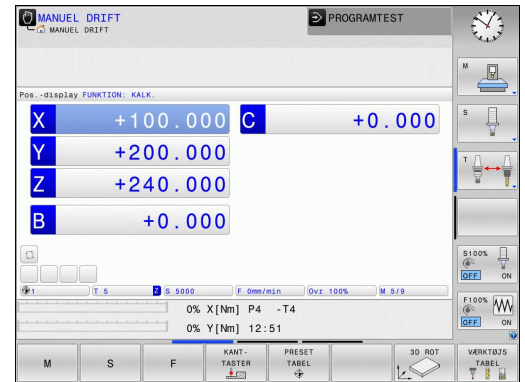 MANUEL DRIFT
MANUEL DRIFT
PROGRAMTEST
Pos.-display FUNKTION: KALK.
X +100.000 C +0.000
Y +200.000
Z +240.000
B +0.000
1 T 5 Z S 5000 F 0mm/min Ovr 100% M 5/9
0% X[Nm] P4 -T4
0% Y[Nm] 12:51
M
S
T
S100%
OFF ON
F100%
OFF ON
M
S
F
KANT-
TASTER
PRESET
TABEL
3D ROT
VÆRKTØJS
TABEL